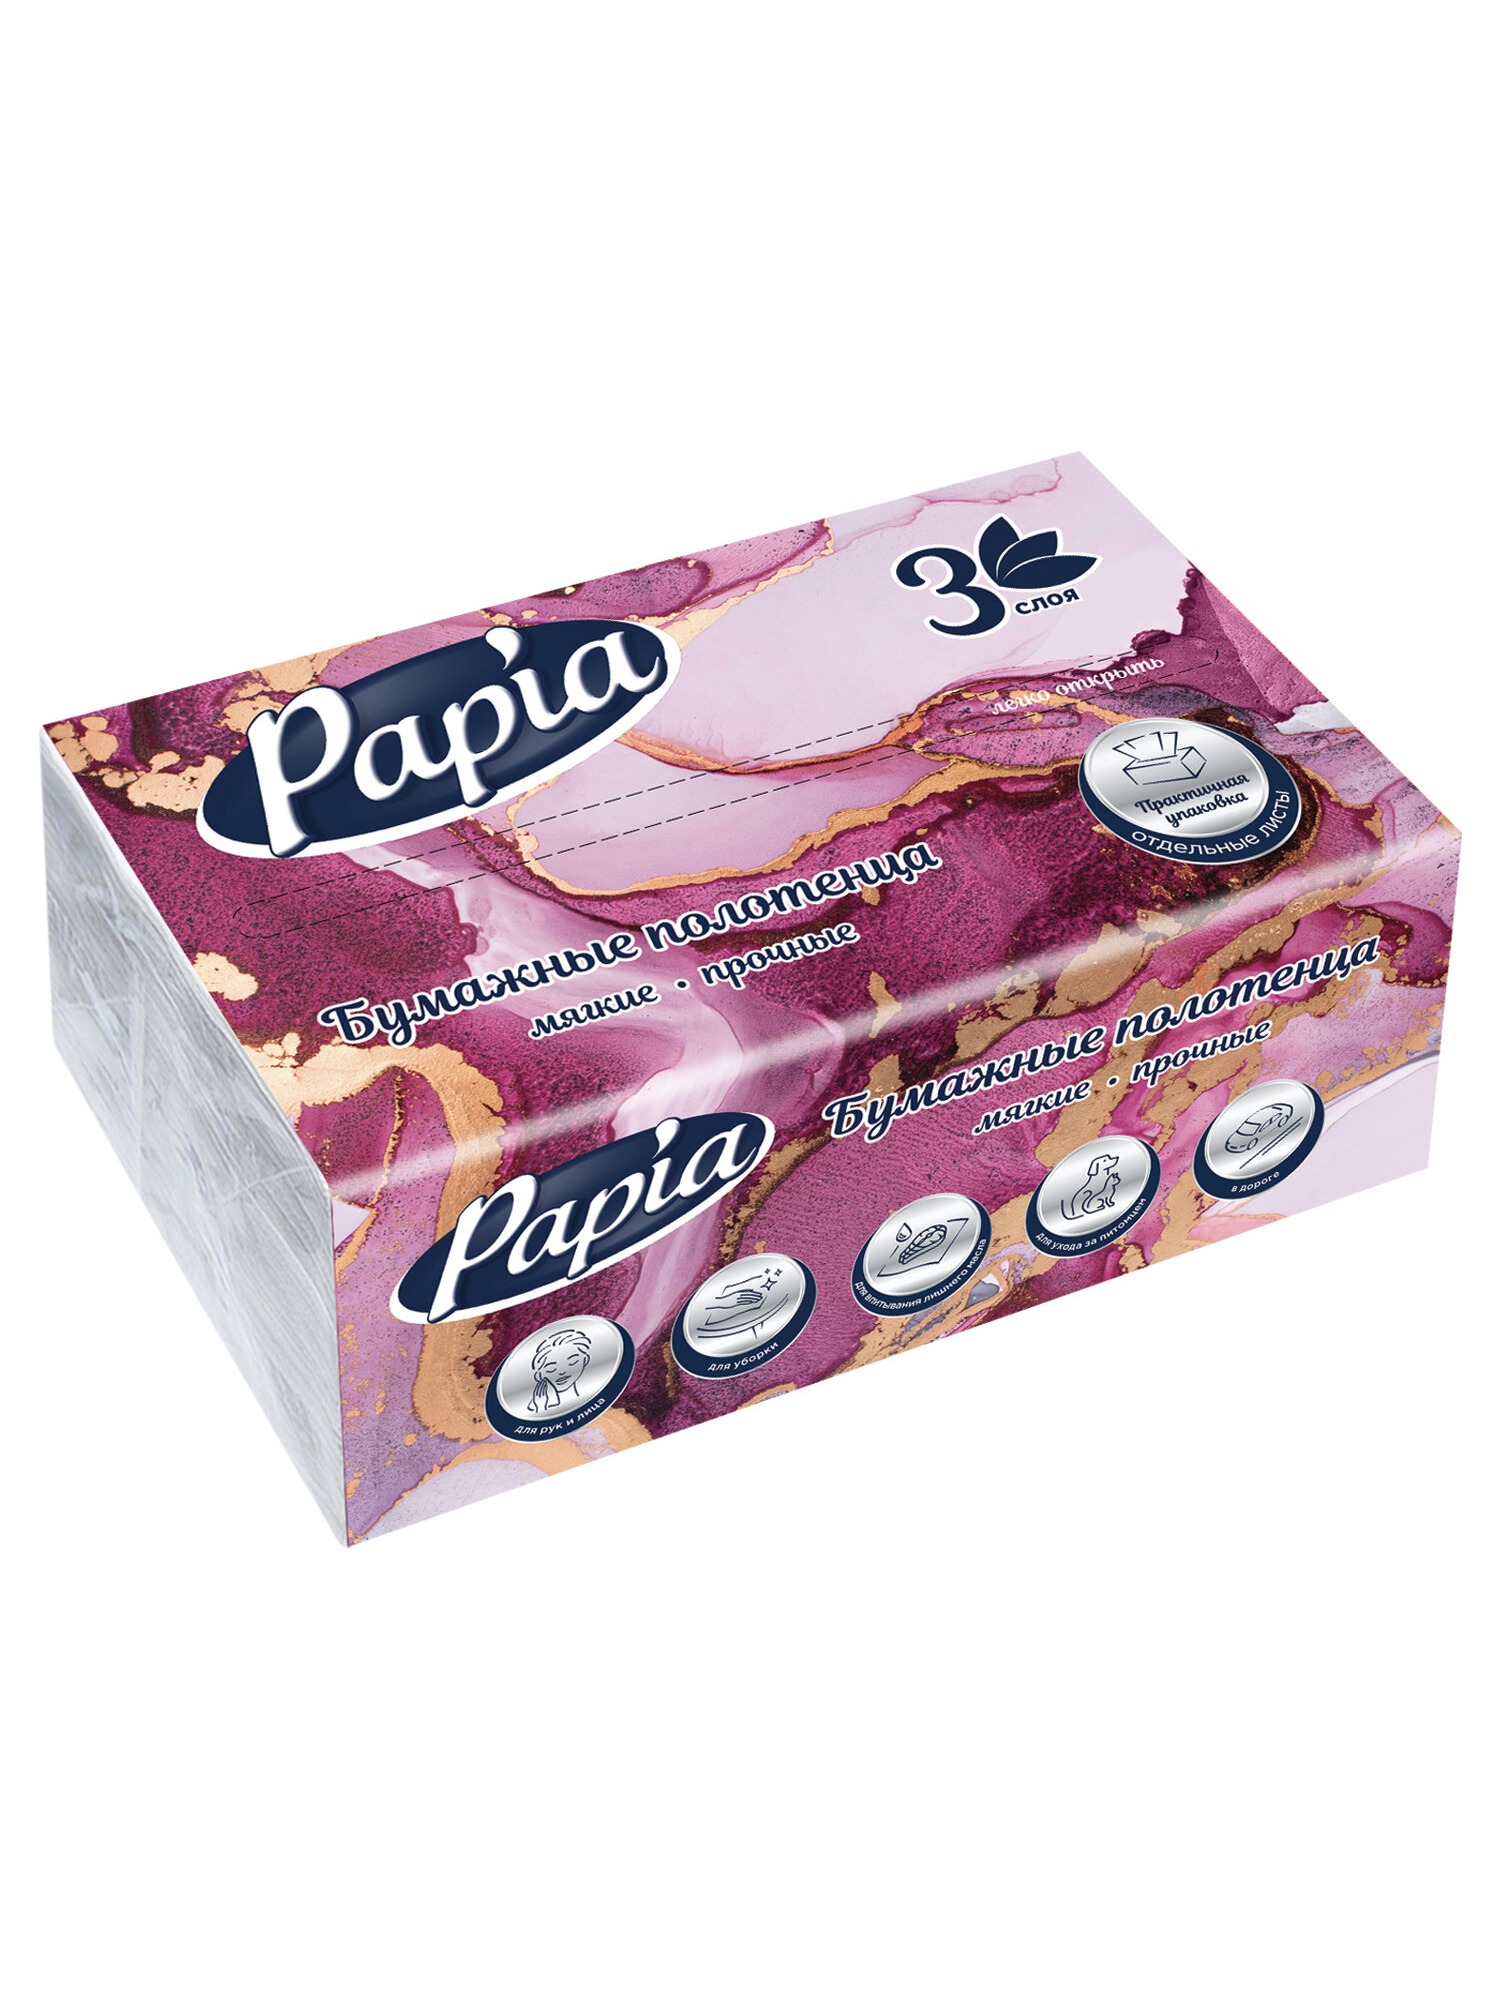 Papia
3
слоя
легко открыть
Практичная
упаковка
отдельные листы
Бумажные полотенца
мягкие • прочные
Papia
Бумажные полотенца
мягкие • прочные
для рук и лица
для уборки
для впитывания лишнего масла
для ухода за питомцем
в дороге